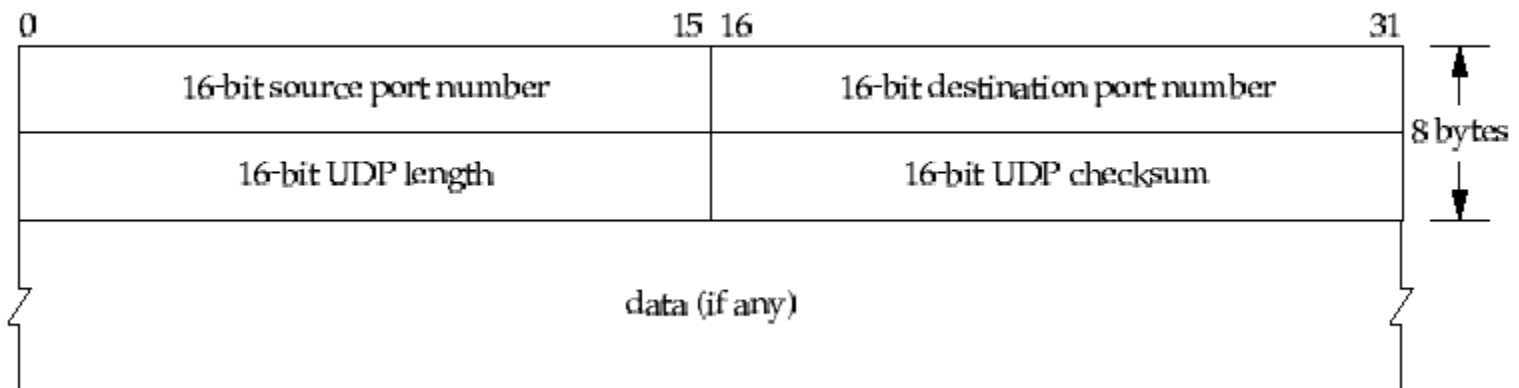 0 15 16 31
16-bit source port number 16-bit destination port number
8 bytes
16-bit UDP length 16-bit UDP checksum
data (if any)